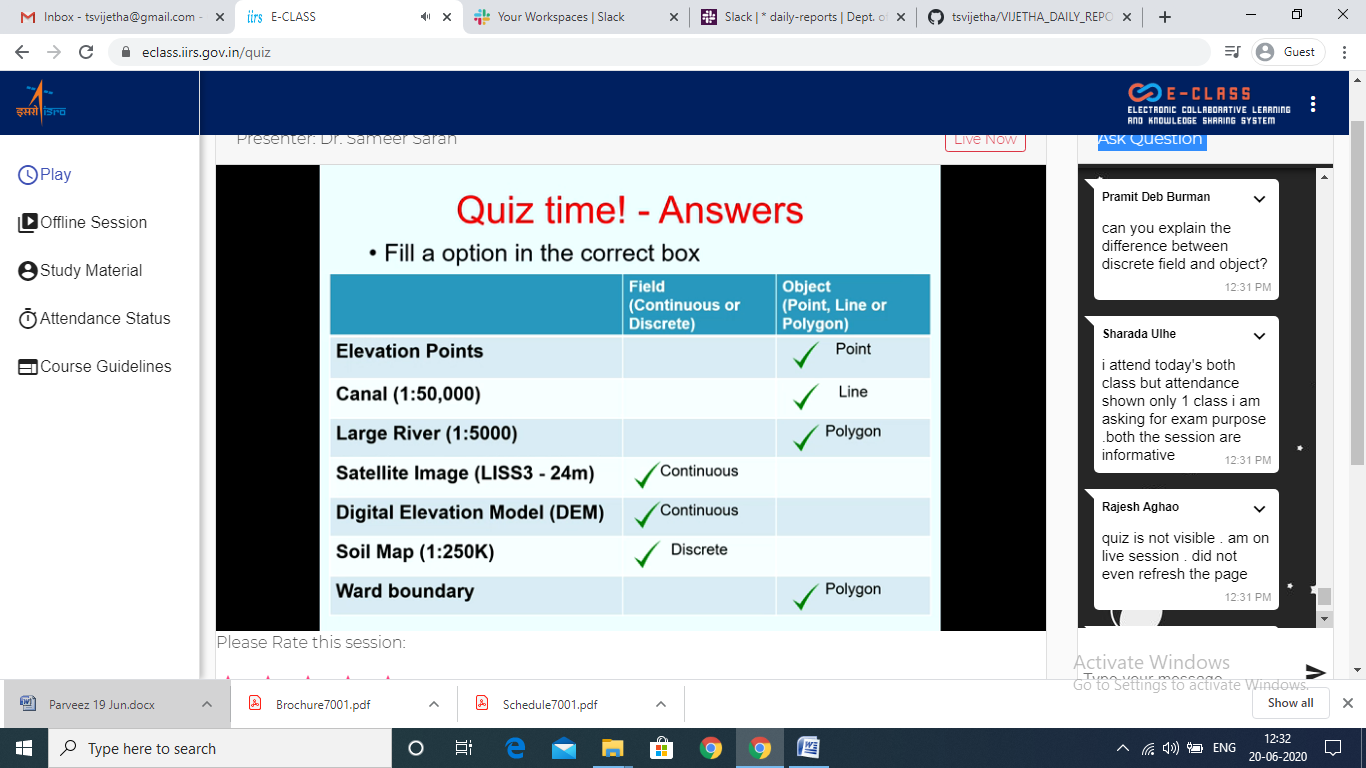 Inbox - tsvijetha@gmail.com -
iirs E-CLASS
Your Workspaces | Slack
Slack | * daily-reports | Dept. o
tsvijetha/VIJETHA_DAILY_REPO
eclass.iirs.gov.in/quiz
Guest
इसरो isro
E-CLASS
ELECTRONIC COLLABORATIVE LEARNING
AND KNOWLEDGE SHARING SYSTEM
Play
Offline Session
Study Material
Attendance Status
Course Guidelines
Presenter: Dr. Sameer Saran
Live Now
Quiz time! - Answers
• Fill a option in the correct box
Field (Continuous or Discrete)
Object (Point, Line or Polygon)
Elevation Points Point
Canal (1:50,000) Line
Large River (1:5000) Polygon
Satellite Image (LISS3 - 24m) Continuous
Digital Elevation Model (DEM) Continuous
Soil Map (1:250K) Discrete
Ward boundary Polygon
Please Rate this session:
Ask Question
Pramit Deb Burman
can you explain the
difference between
discrete field and object?
12:31 PM
Sharada Ulhe
i attend today's both
class but attendance
shown only 1 class i am
asking for exam purpose
.both the session are
informative
12:31 PM
Rajesh Aghao
quiz is not visible . am on
live session . did not
even refresh the page
12:31 PM
Type your message
Activate Windows
Go to Settings to activate Windows.
Parveez 19 Jun.docx
Brochure7001.pdf
Schedule7001.pdf
Show all
Type here to search
ENG
12:32
20-06-2020